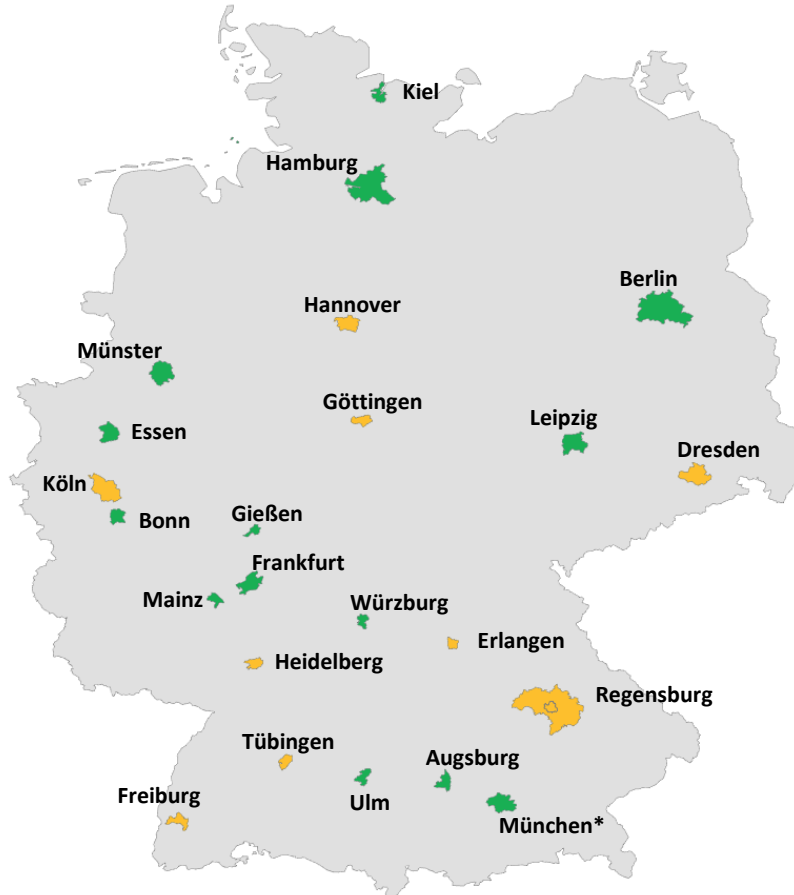 Kiel
Hamburg
Berlin
Hannover
Münster
Göttingen
Leipzig
Essen
Dresden
Köln
Bonn
Gießen
Frankfurt
Mainz
Würzburg
Erlangen
Heidelberg
Regensburg
Tübingen
Augsburg
Freiburg
Ulm
München*